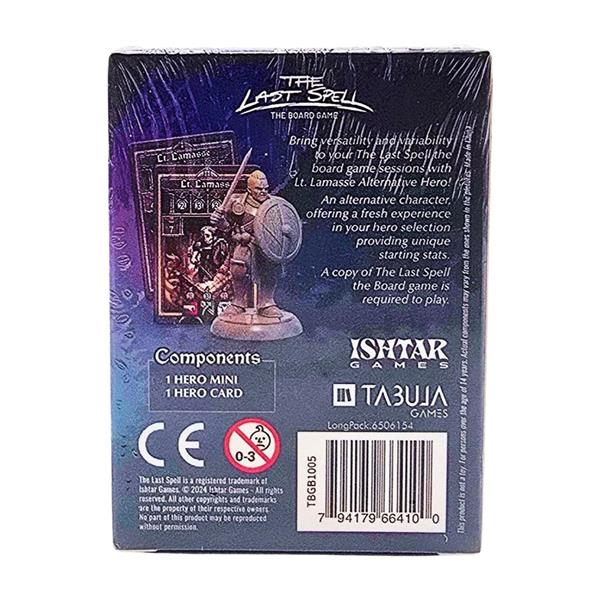 THE
LAST SPELL
THE BOARD GAME
Bring versatility and variability
to your The Last Spell the
board game sessions with
Lt. Lamasse Alternative Hero!
An alternative character,
offering a fresh experience
in your hero selection
providing unique
starting stats.
A copy of The Last Spell
the Board game is
required to play.
Lt. Lamasse
Lt. Lamass
Components
1 HERO MINI
1 HERO CARD
ISHTAR
GAMES
TABULA
GAMES
LongPack:6506154
CE
0-3
The Last Spell is a registered trademark of
Ishtar Games, © 2024 Ishtar Games - All rights
reserved. All other copyrights and trademarks
are the property of their respective owners.
No part of this product may be reproduced
without permission.
TBGB1005
7 94179 66410 0
This product is not a toy. For persons over the age of 14 years. Actual components may vary from the ones shown in the pictures. Made in China